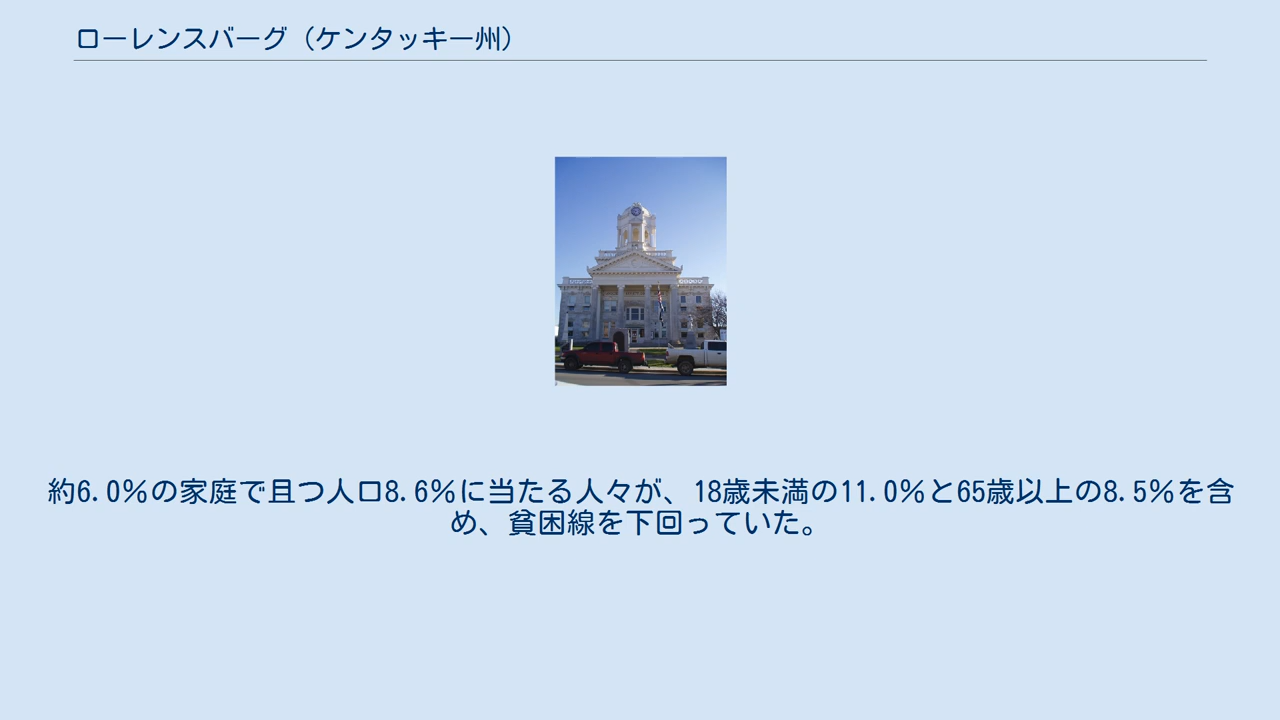 ローレンスバーグ（ケンタッキー州）
約6.0%の家庭で且つ人口8.6%に当たる人々が、18歳未満の11.0%と65歳以上の8.5%を含
め、貧困線を下回っていた。